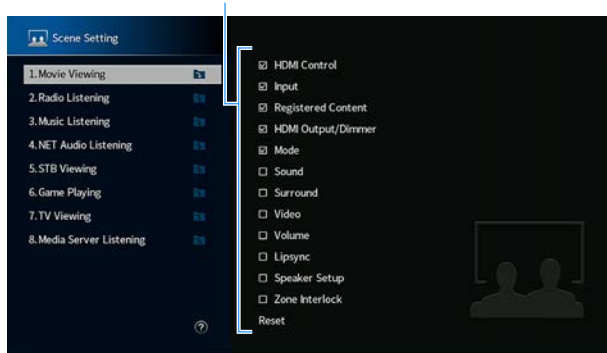 Scene Setting
1.Movie Viewing
2.Radio Listening
3.Music Listening
4.NET Audio Listening
5.STB Viewing
6.Game Playing
7.TV Viewing
8.Media Server Listening
?
HDMI Control
Input
Registered Content
HDMI Output/Dimmer
Mode
Sound
Surround
Video
Volume
Lipsync
Speaker Setup
Zone Interlock
Reset